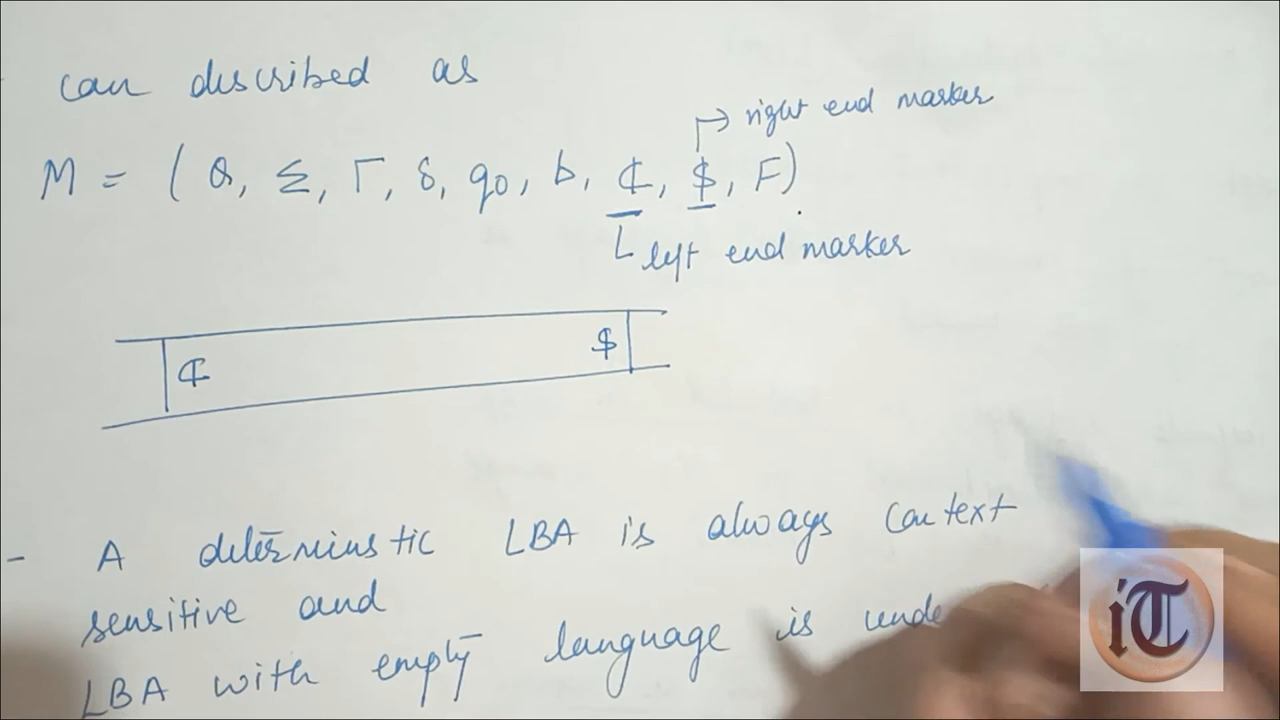 can described as
→ right end marker
M = ( Q, Σ, Γ, δ, q0, b, ₵, $, F)
left end marker
₵ $
- A deterministic LBA is always context
sensitive and
LBA with empty language is unde
iT